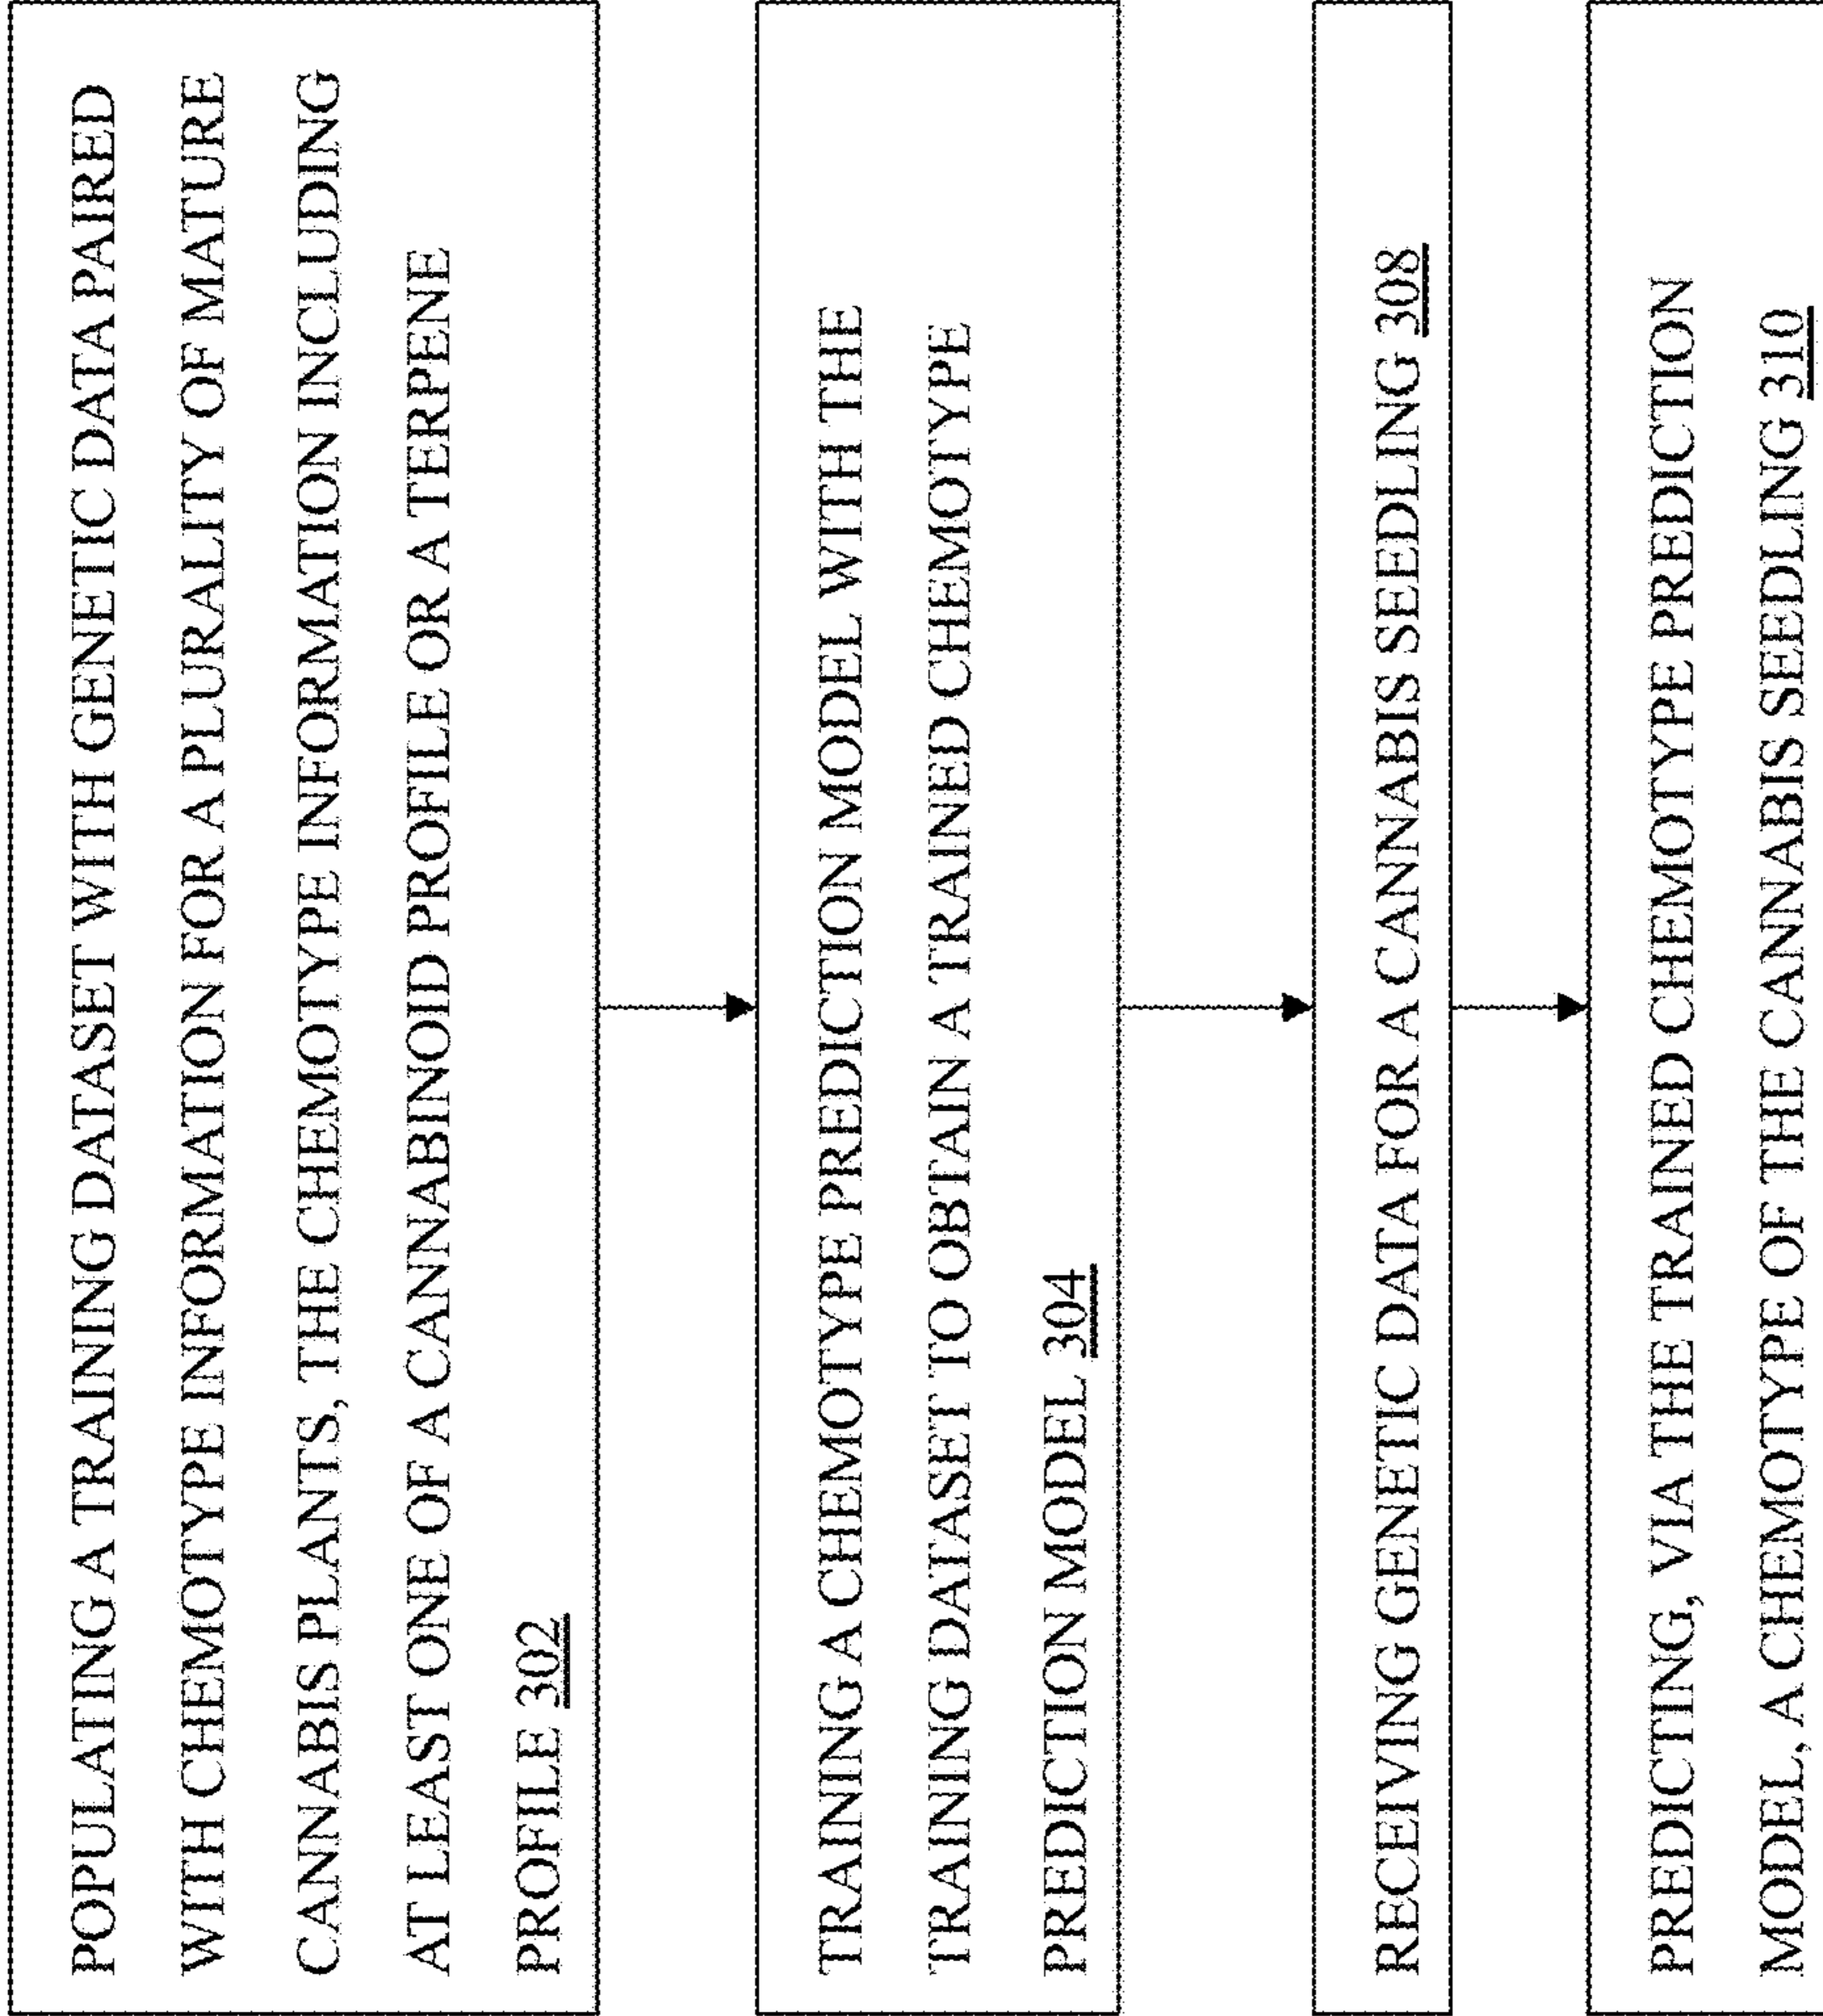 POPULATING A TRAINING DATASET WITH GENETIC DATA PAIRED
WITH CHEMOTYPE INFORMATION FOR A PLURALITY OF MATURE
CANNABIS PLANTS, THE CHEMOTYPE INFORMATION INCLUDING
AT LEAST ONE OF A CANNABINOID PROFILE OR A TERPENE
PROFILE 302
TRAINING A CHEMOTYPE PREDICTION MODEL WITH THE
TRAINING DATASET TO OBTAIN A TRAINED CHEMOTYPE
PREDICTION MODEL 304
RECEIVING GENETIC DATA FOR A CANNABIS SEEDLING 308
PREDICTING, VIA THE TRAINED CHEMOTYPE PREDICTION
MODEL, A CHEMOTYPE OF THE CANNABIS SEEDLING 310